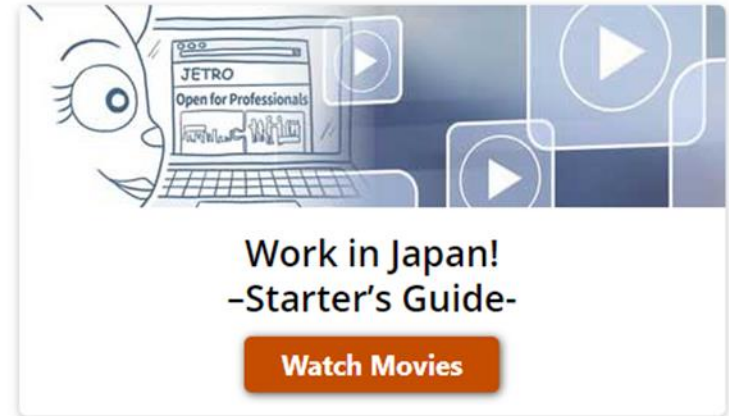 JETRO
Open for Professionals
Work in Japan!
–Starter’s Guide-
Watch Movies